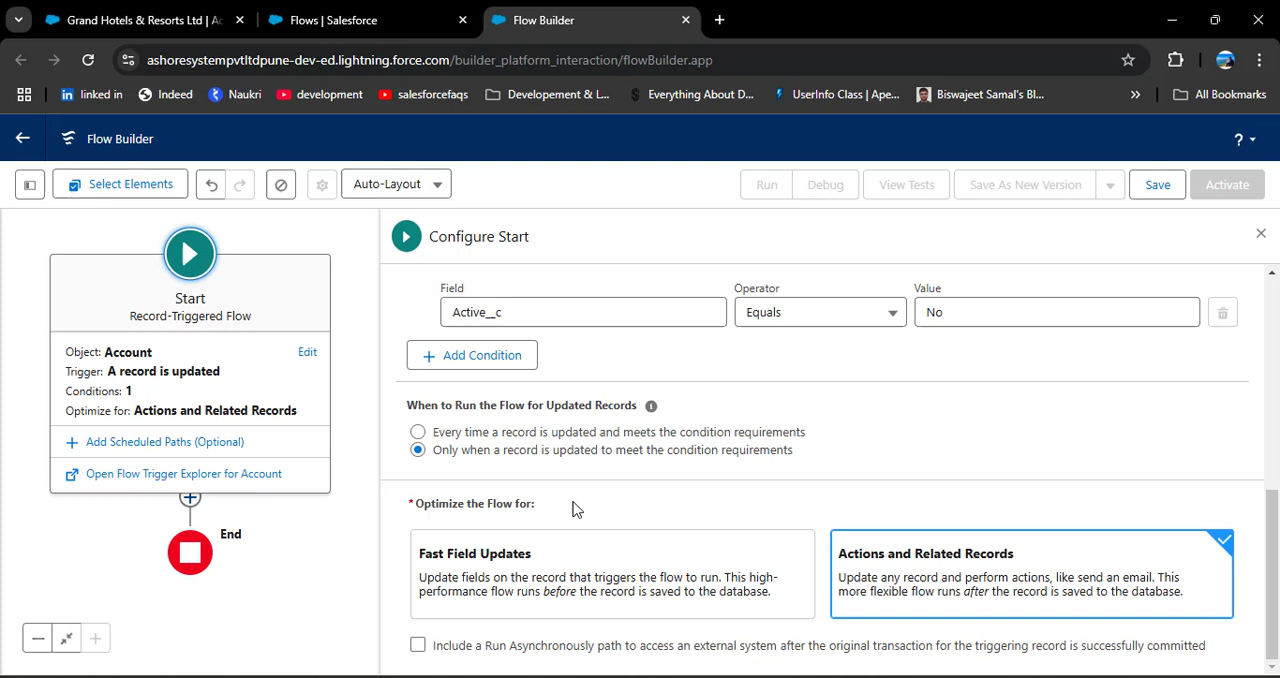 Grand Hotels & Resorts Ltd | Ac
Flows | Salesforce
Flow Builder
ashoresystempvtltdpune-dev-ed.lightning.force.com/builder_platform_interaction/flowBuilder.app
linked in
Indeed
Naukri
development
salesforcefaqs
Developement & L...
Everything About D...
UserInfo Class | Ape...
Biswajeet Samal's Bl...
»
All Bookmarks
Flow Builder
?
Select Elements
Auto-Layout
Run
Debug
View Tests
Save As New Version
Save
Activate
Start
Record-Triggered Flow
Object: Account
Edit
Trigger: A record is updated
Conditions: 1
Optimize for: Actions and Related Records
Add Scheduled Paths (Optional)
Open Flow Trigger Explorer for Account
End
Configure Start
Field
Operator
Value
Active__c
Equals
No
Add Condition
When to Run the Flow for Updated Records
Every time a record is updated and meets the condition requirements
Only when a record is updated to meet the condition requirements
*Optimize the Flow for:
Fast Field Updates
Update fields on the record that triggers the flow to run. This high-
performance flow runs before the record is saved to the database.
Actions and Related Records
Update any record and perform actions, like send an email. This
more flexible flow runs after the record is saved to the database.
Include a Run Asynchronously path to access an external system after the original transaction for the triggering record is successfully committed